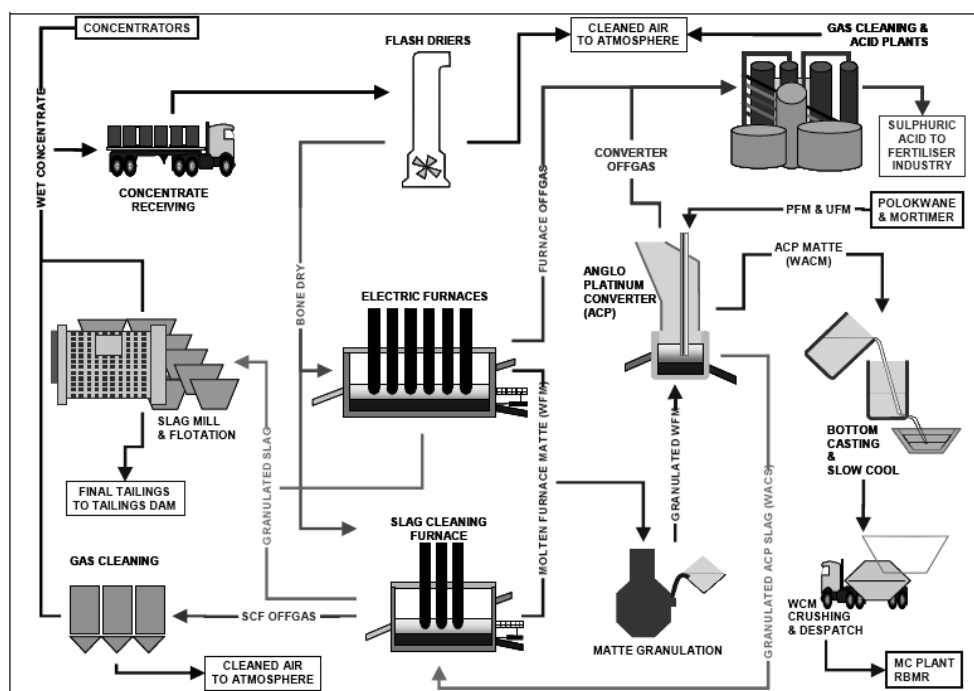 CONCENTRATORS
FLASH DRIERS
CLEANED AIR
TO ATMOSPHERE
GAS CLEANING &
ACID PLANTS
WET CONCENTRATE
CONCENTRATE
RECEIVING
CONVERTER
OFFGAS
SULPHURIC
ACID TO
FERTILISER
INDUSTRY
PFM & UFM
POLOKWANE
& MORTIMER
FURNACE OFFGAS
BONE DRY
ANGLO
PLATINUM
CONVERTER
(ACP)
ACP MATTE
(WACM)
ELECTRIC FURNACES
SLAG MILL
& FLOTATION
BOTTOM
CASTING
&
SLOW COOL
FINAL TAILINGS
TO TAILINGS DAM
GRANULATED SLAG
MOLTEN FURNACE MATTE (WFM)
GRANULATED WFM
GRANULATED ACP SLAG (WACS)
SLAG CLEANING
FURNACE
GAS CLEANING
SCF OFFGAS
MATTE GRANULATION
WCM
CRUSHING
& DESPATCH
CLEANED AIR
TO ATMOSPHERE
MC PLANT
RBMR